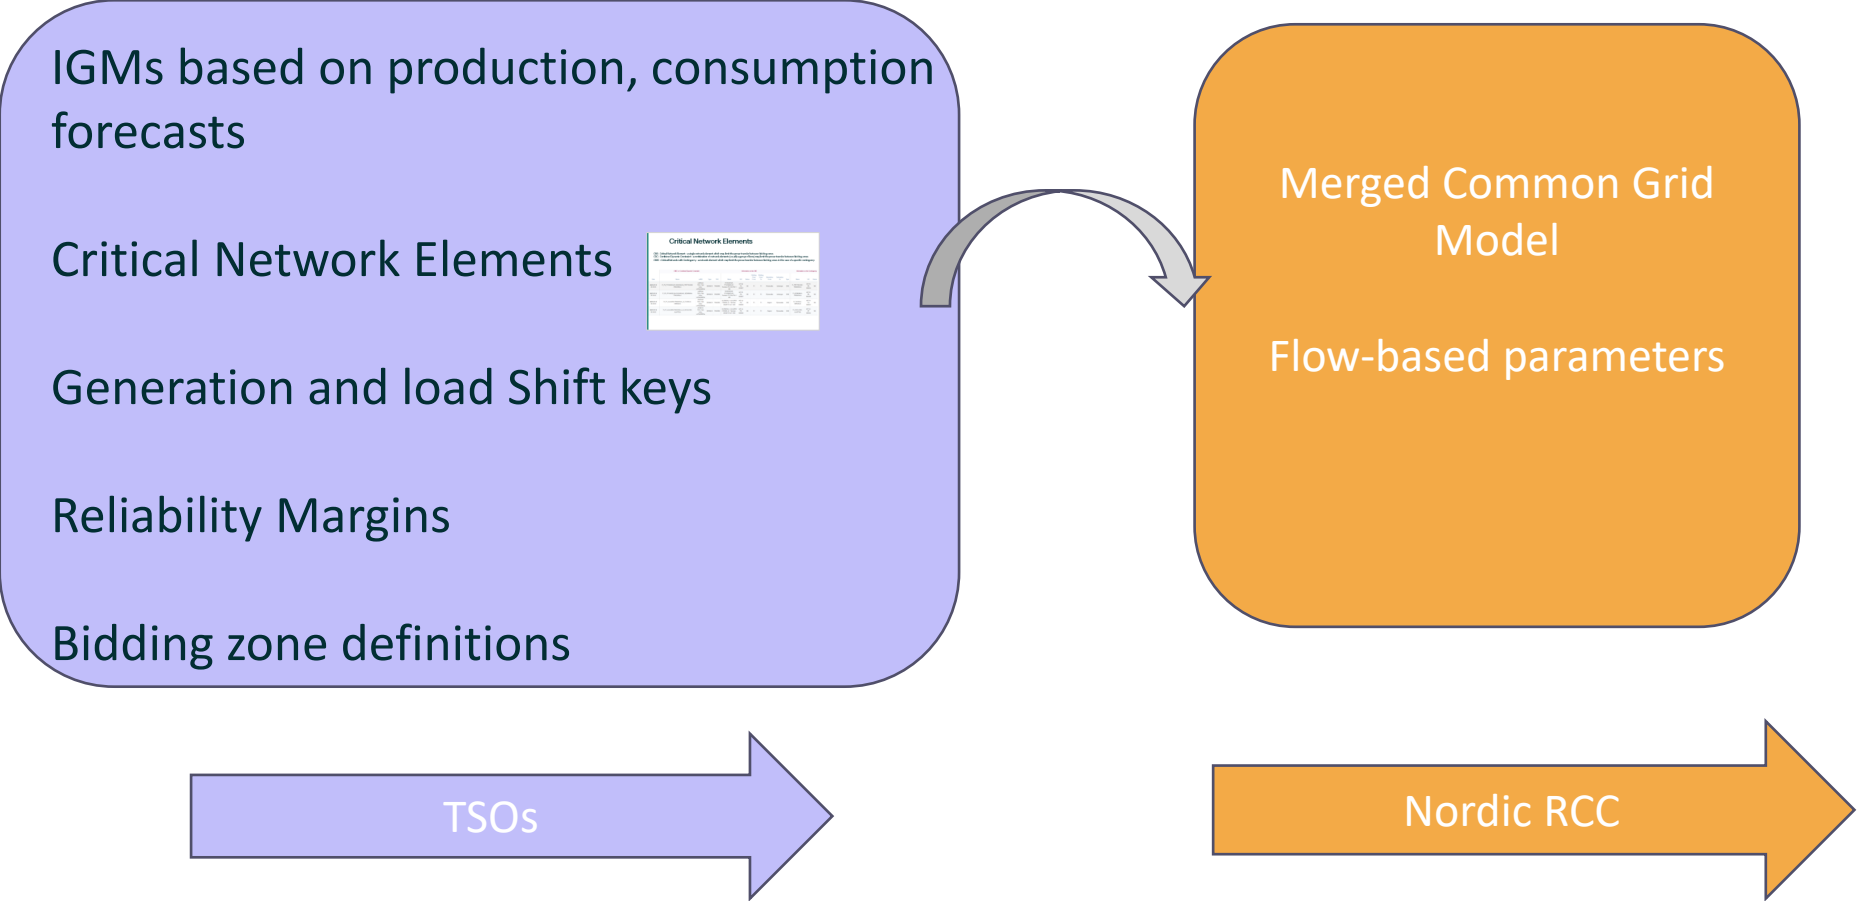 IGMs based on production, consumption
forecasts
Critical Network Elements
Critical Network Elements
Generation and load Shift keys
Reliability Margins
Bidding zone definitions
Merged Common Grid
Model
Flow-based parameters
TSOs
Nordic RCC